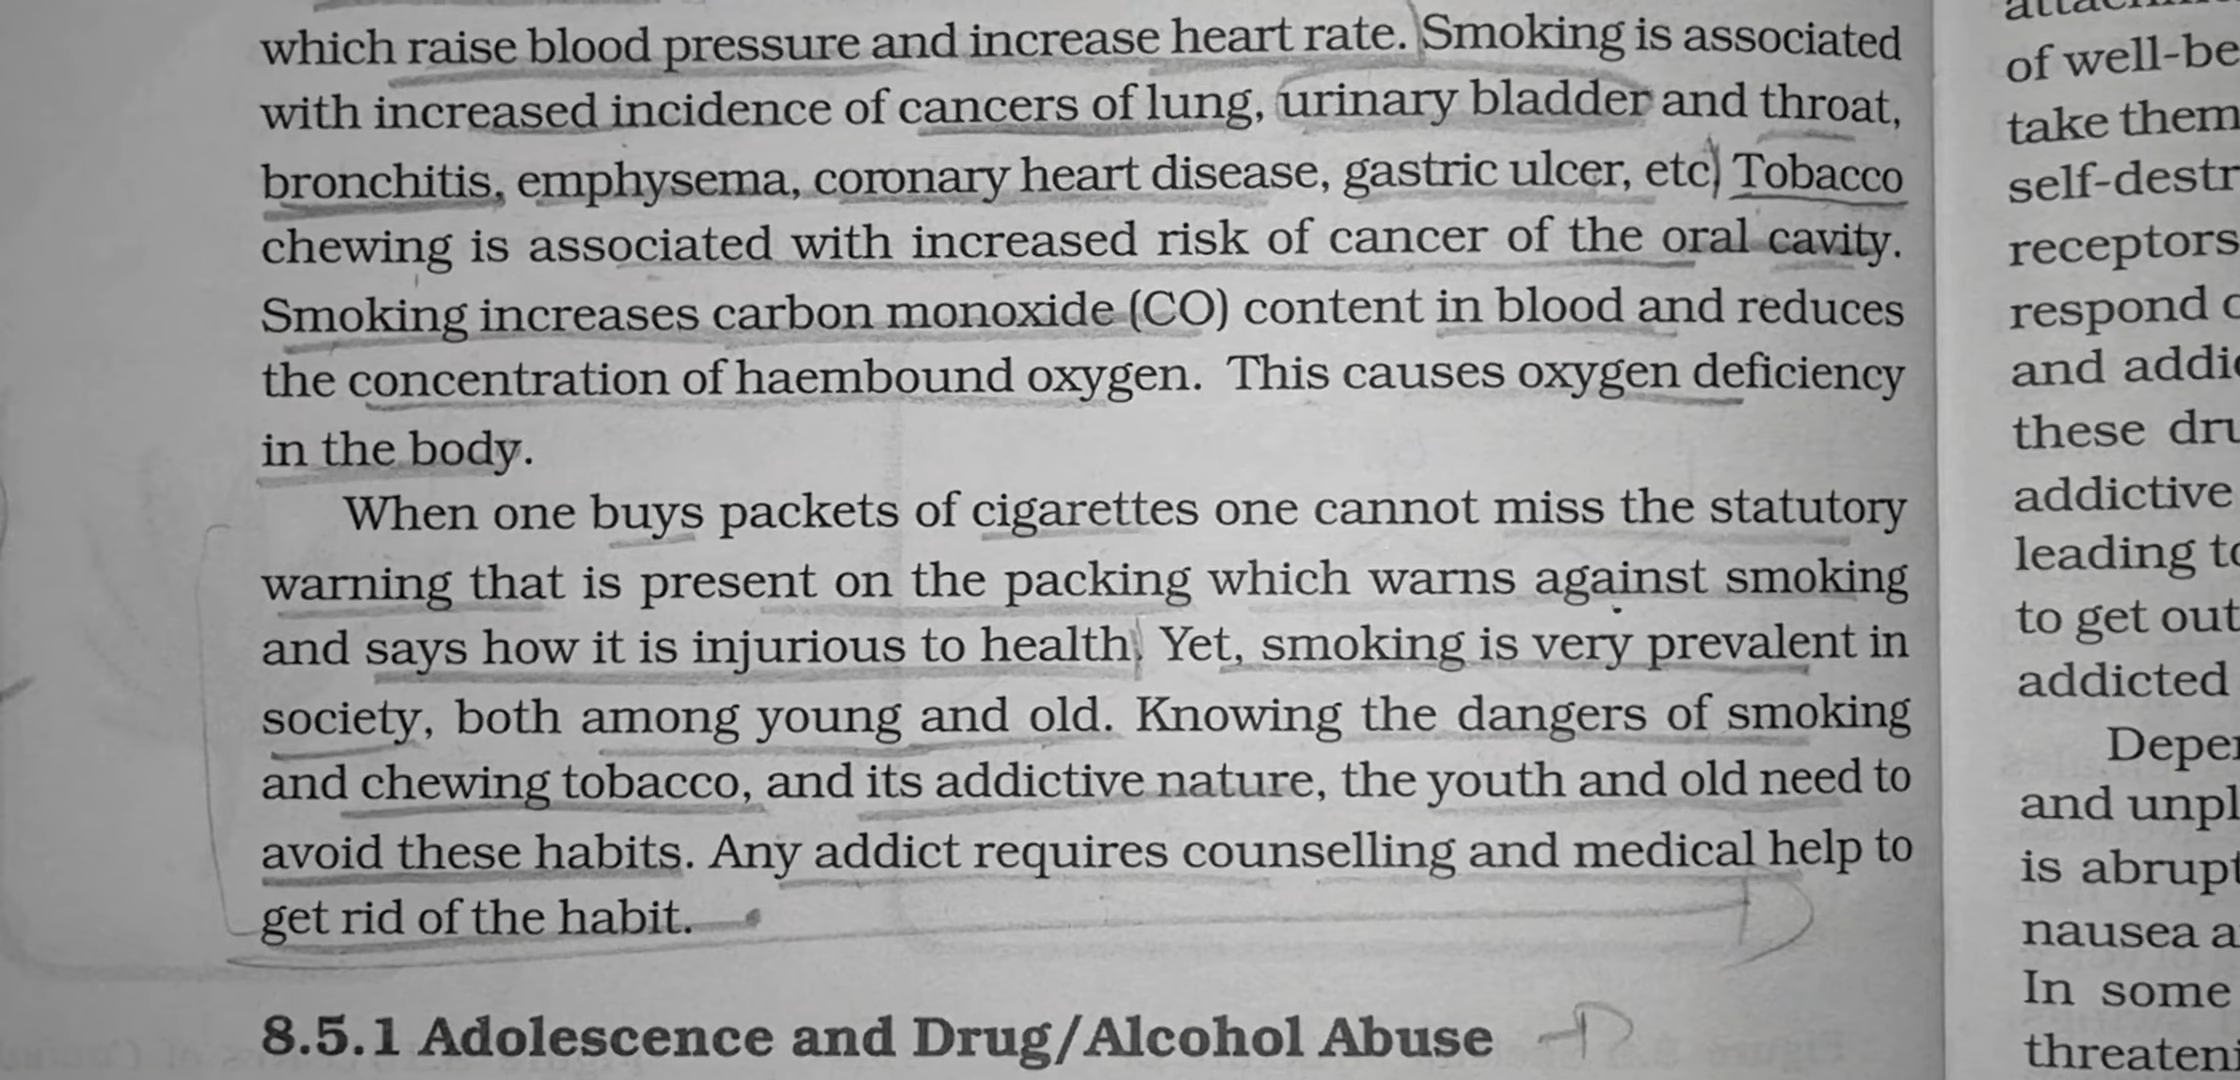 which raise blood pressure and increase heart rate. Smoking is associated
with increased incidence of cancers of lung, urinary bladder and throat,
bronchitis, emphysema, coronary heart disease, gastric ulcer, etc. Tobacco
chewing is associated with increased risk of cancer of the oral cavity.
Smoking increases carbon monoxide (CO) content in blood and reduces
the concentration of haembound oxygen. This causes oxygen deficiency
in the body.
When one buys packets of cigarettes one cannot miss the statutory
warning that is present on the packing which warns against smoking
and says how it is injurious to health. Yet, smoking is very prevalent in
society, both among young and old. Knowing the dangers of smoking
and chewing tobacco, and its addictive nature, the youth and old need to
avoid these habits. Any addict requires counselling and medical help to
get rid of the habit.
8.5.1 Adolescence and Drug/Alcohol Abuse
of well-be
take them
self-destr
receptors
respond
and addi
these dru
addictive
leading to
to get out
addicted
Deper
and unpl
is abrupt
nausea a
In some
threateni